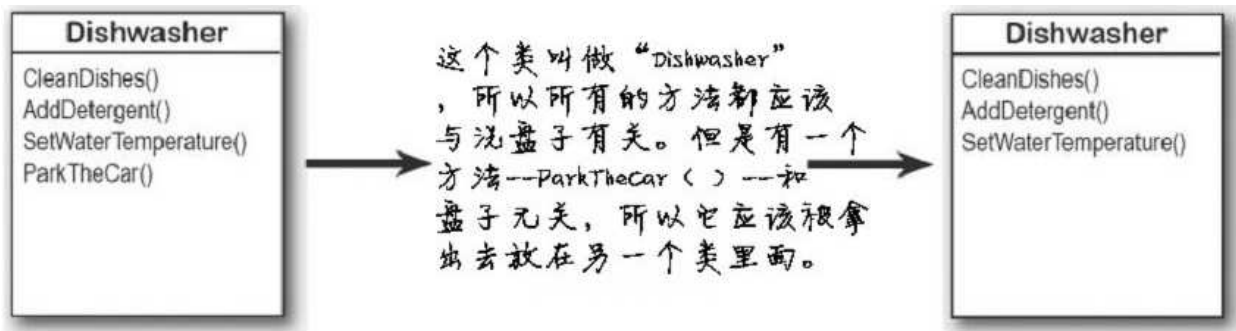 Dishwasher
CleanDishes()
AddDetergent()
SetWaterTemperature()
ParkTheCar()
这个类叫做“Dishwasher”
，所以所有的方法都应该
与洗盘子有关。但是有一个
方法--ParkTheCar（）--和
盘子无关，所以它应该被拿
出去放在另一个类里面。
Dishwasher
CleanDishes()
AddDetergent()
SetWaterTemperature()